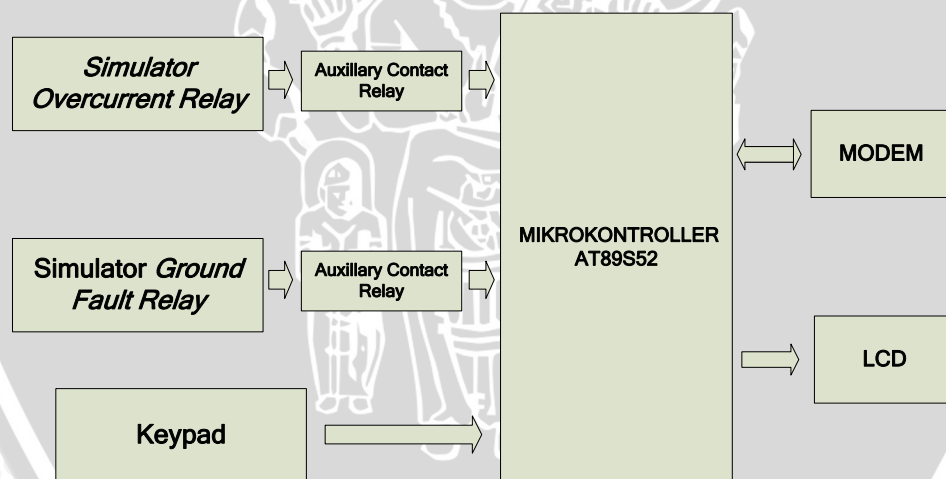 Simulator
Overcurrent Relay
Auxillary Contact
Relay
MODEM
MIKROKONTROLLER
AT89S52
Simulator Ground
Fault Relay
Auxillary Contact
Relay
LCD
Keypad